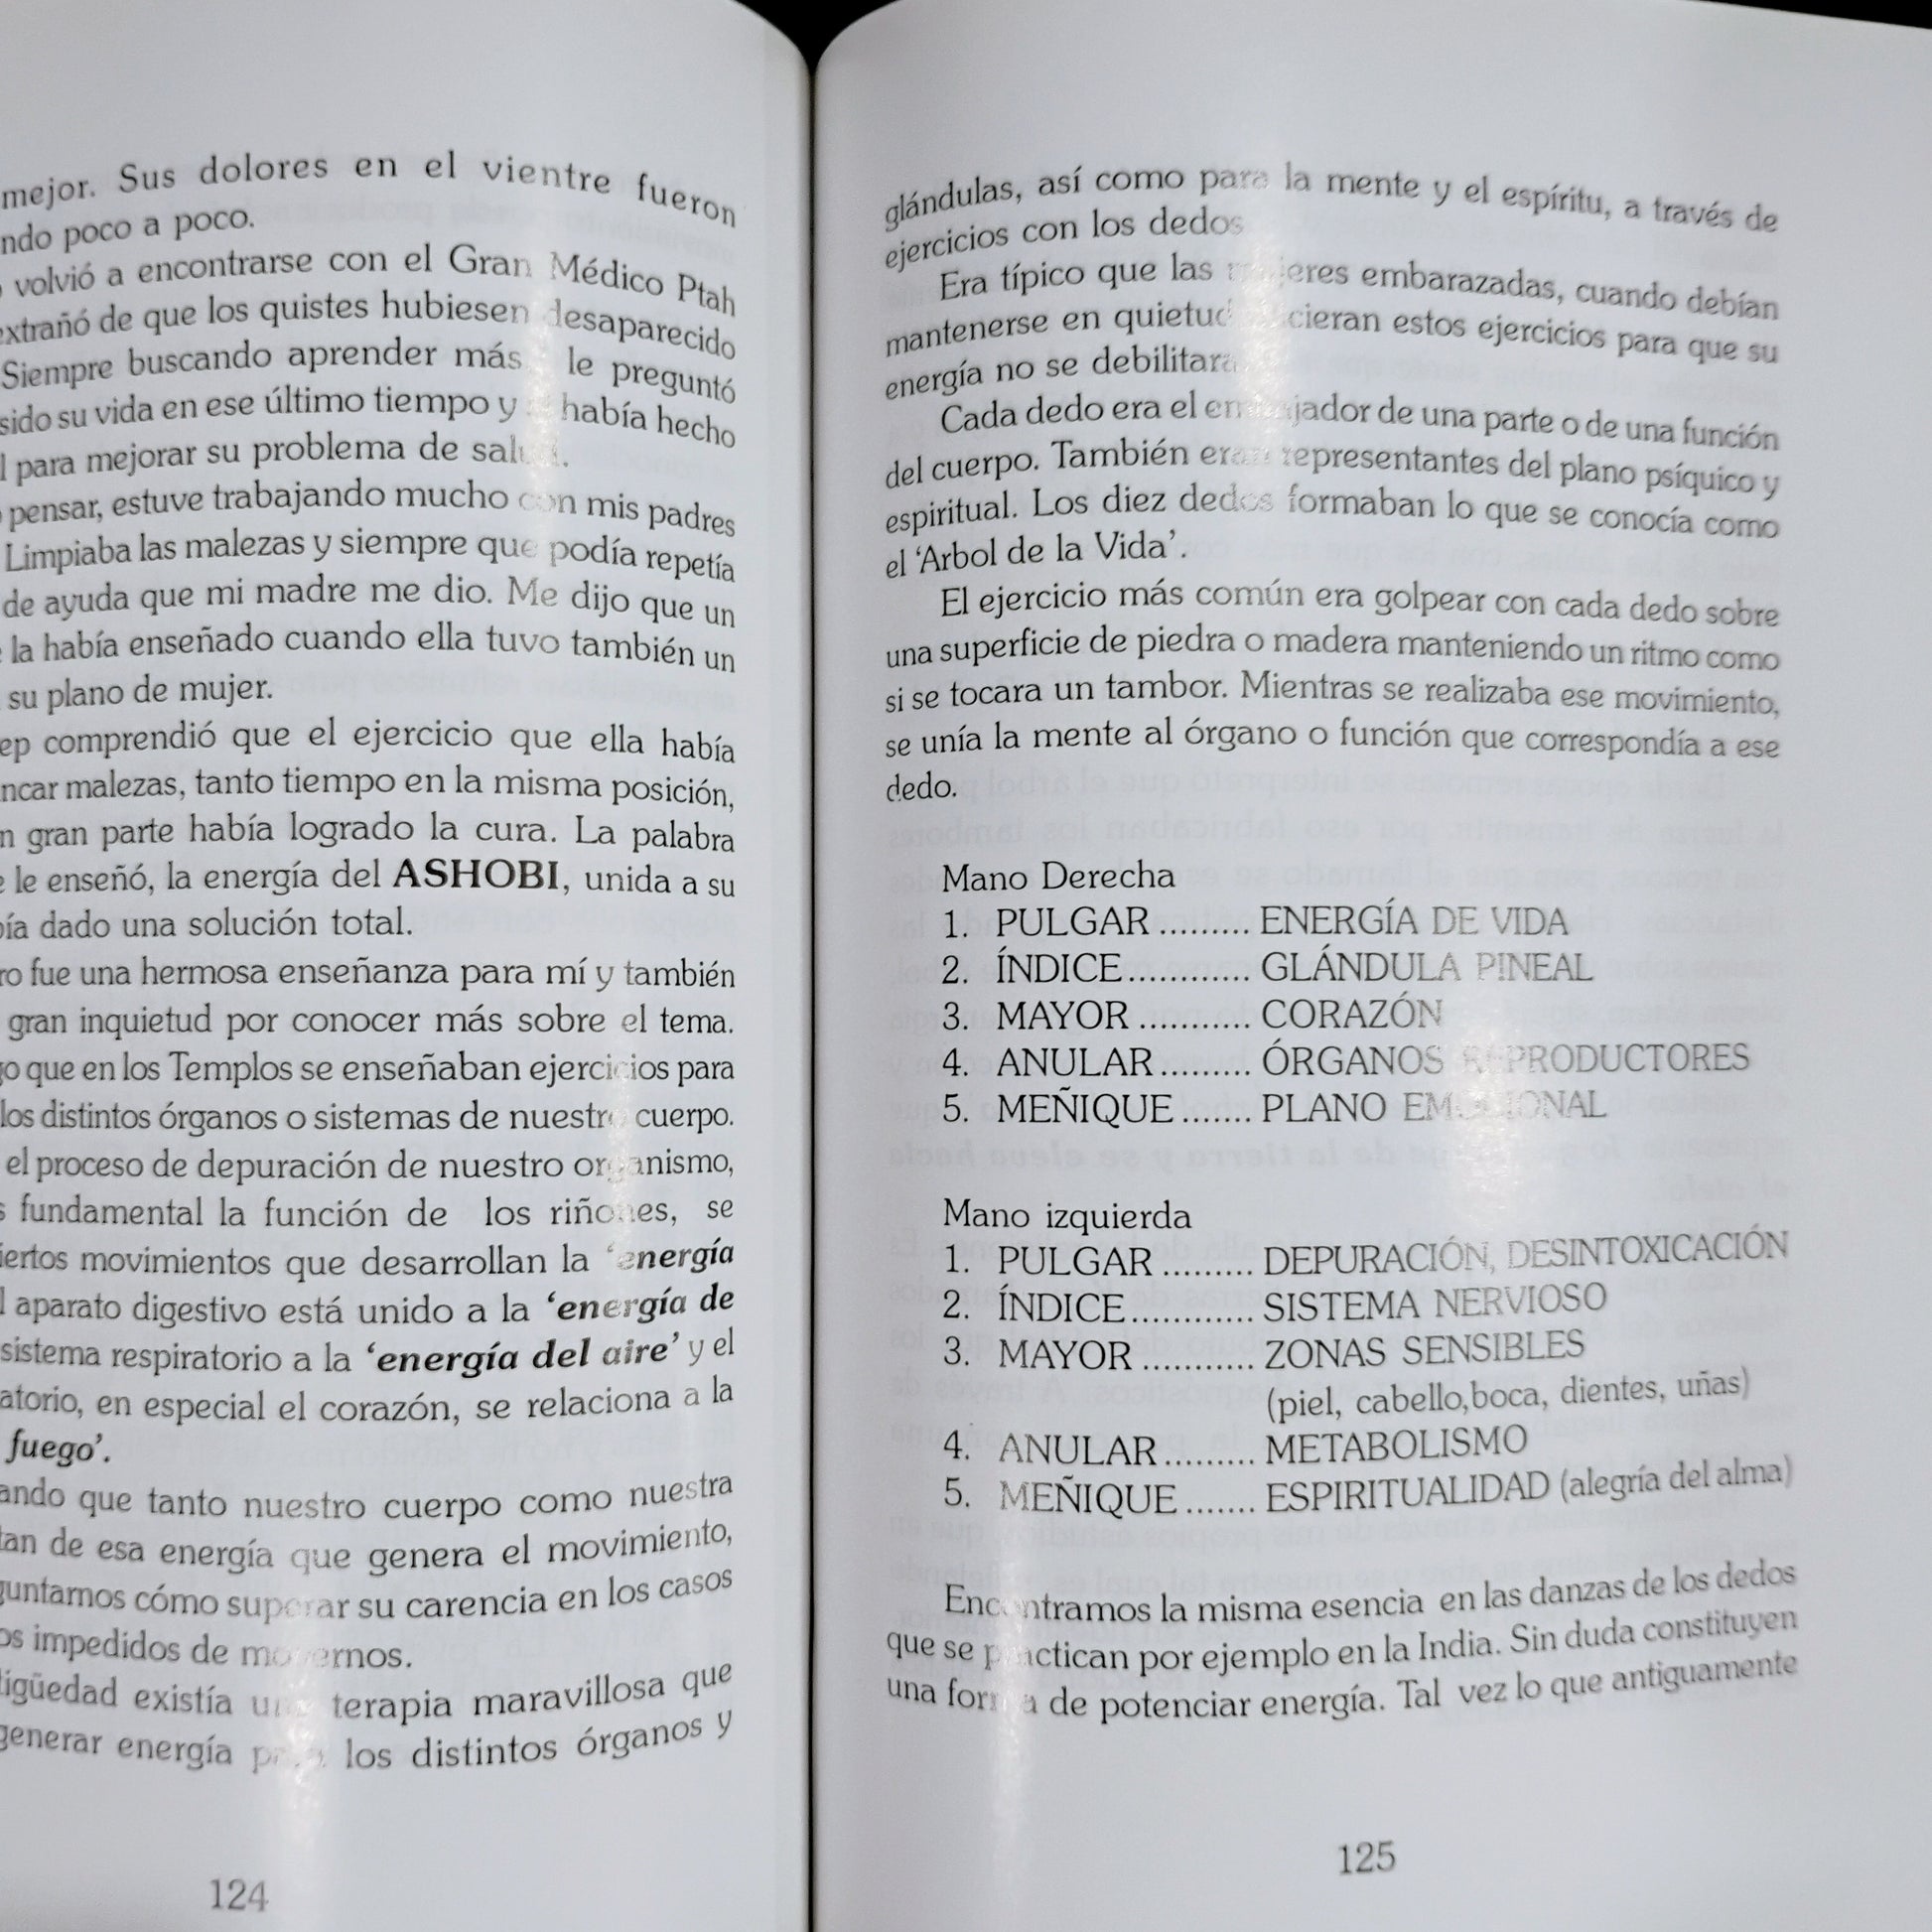 mejor. Sus dolores en el vientre fueron
ndo poco a poco.
volvió a encontrarse con el Gran Médico Ptah
extrañó de que los quistes hubiesen desaparecido
Siempre buscando aprender más le preguntó
sido su vida en ese último tiempo y había hecho
l para mejorar su problema de salud.
pensar, estuve trabajando mucho con mis padres
Limpiaba las malezas y siempre que podía repetía
de ayuda que mi madre me dio. Me dijo que un
la había enseñado cuando ella tuvo también un
su plano de mujer.
ep comprendió que el ejercicio que ella había
ncar malezas, tanto tiempo en la misma posición,
n gran parte había logrado la cura. La palabra
e le enseñó, la energía del ASHOBI, unida a su
ía dado una solución total.
ro fue una hermosa enseñanza para mí y también
gran inquietud por conocer más sobre el tema.
go que en los Templos se enseñaban ejercicios para
los distintos órganos o sistemas de nuestro cuerpo.
el proceso de depuración de nuestro organismo,
s fundamental la función de los riñones, se
iertos movimientos que desarrollan la ‘energía
l aparato digestivo está unido a la ‘energía de
sistema respiratorio a la ‘energía del aire’ y el
atorio, en especial el corazón, se relaciona a la
fuego’.
ando que tanto nuestro cuerpo como nuestra
tan de esa energía que genera el movimiento,
guntarnos cómo superar su carencia en los casos
os impedidos de movernos.
igüedad existía una terapia maravillosa que
generar energía para los distintos órganos y
124
glándulas, así como para la mente y el espíritu, a través de
ejercicios con los dedos
Era típico que las mujeres embarazadas, cuando debían
mantenerse en quietud hicieran estos ejercicios para que su
energía no se debilitara
Cada dedo era el embajador de una parte o de una función
del cuerpo. También eran representantes del plano psíquico y
espiritual. Los diez dedos formaban lo que se conocía como
el ‘Arbol de la Vida’.
El ejercicio más común era golpear con cada dedo sobre
una superficie de piedra o madera manteniendo un ritmo como
si se tocara un tambor. Mientras se realizaba ese movimiento,
se unía la mente al órgano o función que correspondía a ese
dedo.
Mano Derecha
1. PULGAR ......... ENERGÍA DE VIDA
2. ÍNDICE............ GLÁNDULA PINEAL
3. MAYOR ........... CORAZÓN
4. ANULAR......... ÓRGANOS REPRODUCTORES
5. MEÑIQUE ....... PLANO EMOCIONAL
Mano izquierda
1. PULGAR ......... DEPURACIÓN, DESINTOXICACIÓN
2. ÍNDICE............ SISTEMA NERVIOSO
3. MAYOR ........... ZONAS SENSIBLES
(piel, cabello,boca, dientes, uñas)
4. ANULAR......... METABOLISMO
5. MEÑIQUE ....... ESPIRITUALIDAD (alegría del alma)
Encontramos la misma esencia en las danzas de los dedos
que se practican por ejemplo en la India. Sin duda constituyen
una forma de potenciar energía. Tal vez lo que antiguamente
125